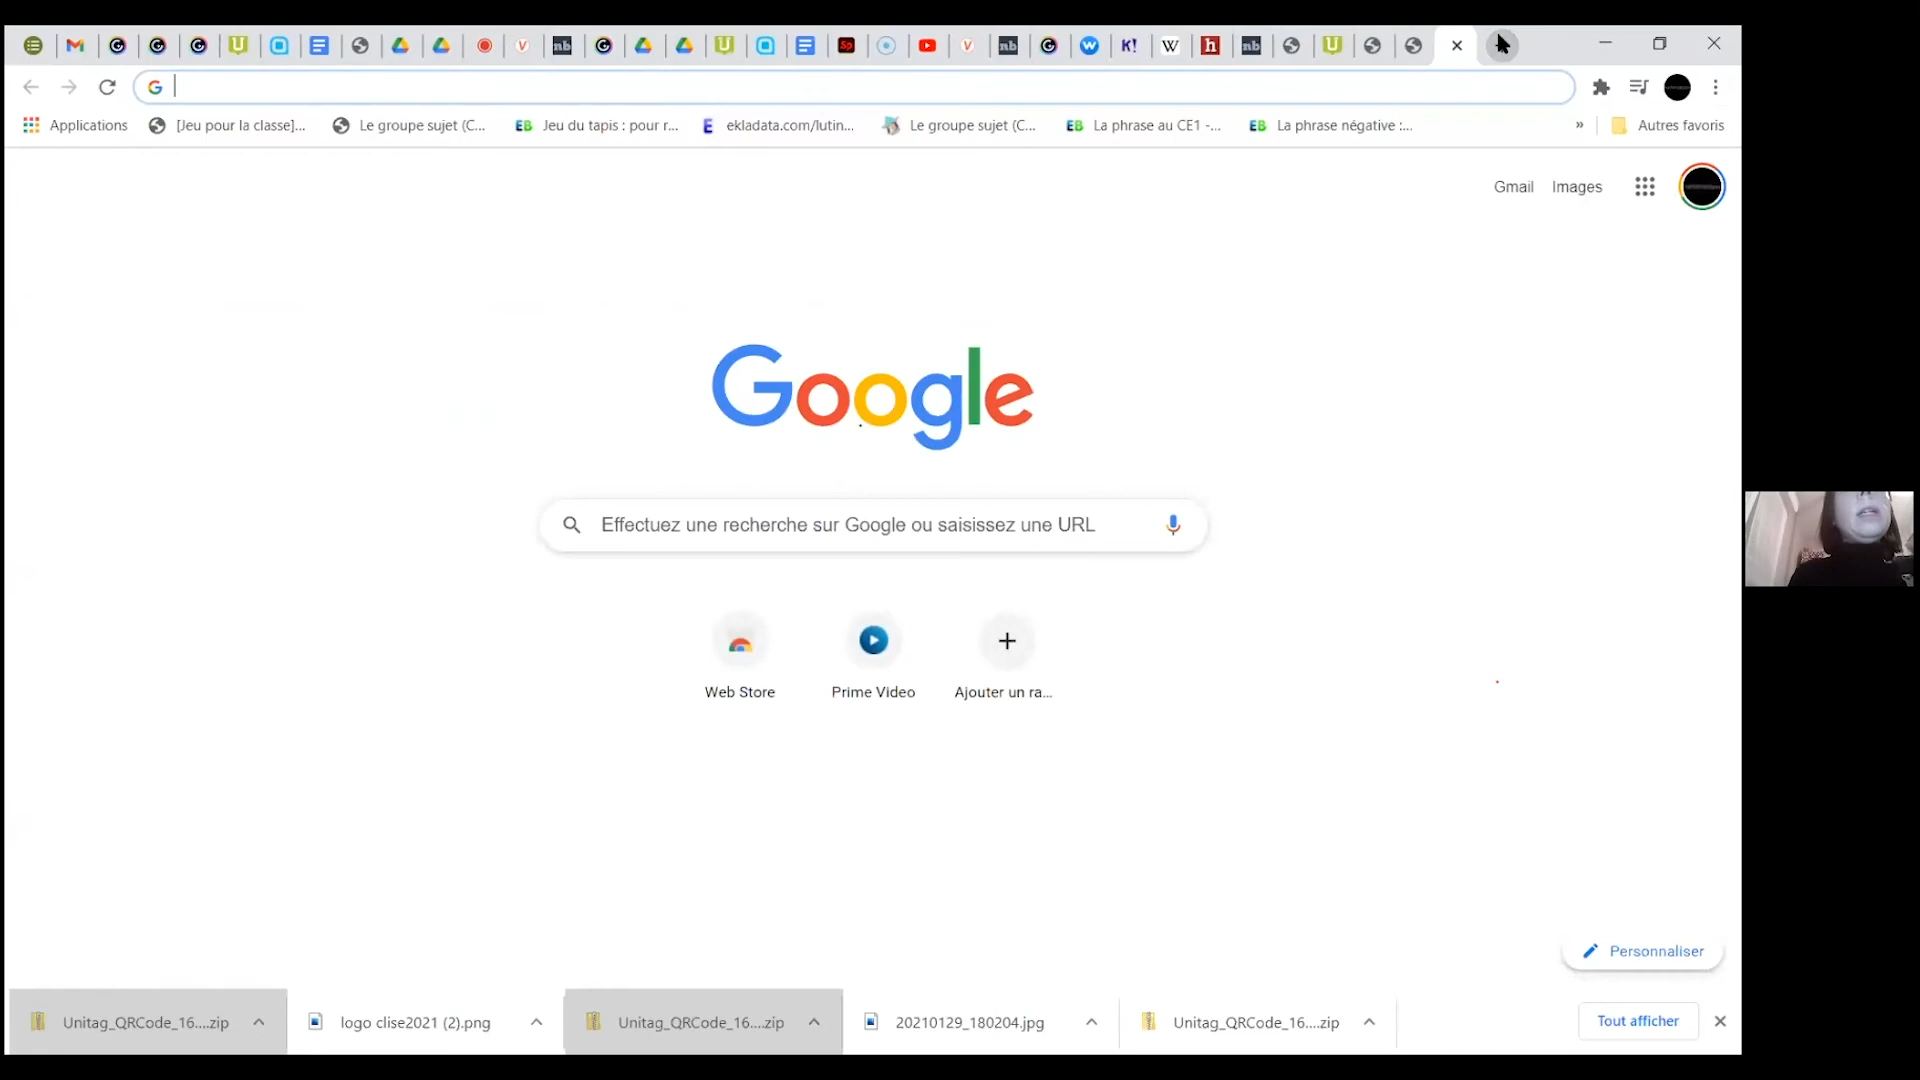 Applications
[Jeu pour la classe]...
Le groupe sujet (C...
EB
Jeu du tapis : pour r...
E
ekladata.com/lutin...
Le groupe sujet (C...
EB
La phrase au CE1 -...
EB
La phrase négative :...
»
Autres favoris
Gmail
Images
Google
Effectuez une recherche sur Google ou saisissez une URL
Web Store
Prime Video
Ajouter un ra...
Personnaliser
Unitag_QRCode_16....zip
logo clise2021 (2).png
Unitag_QRCode_16....zip
20210129_180204.jpg
Unitag_QRCode_16....zip
Tout afficher